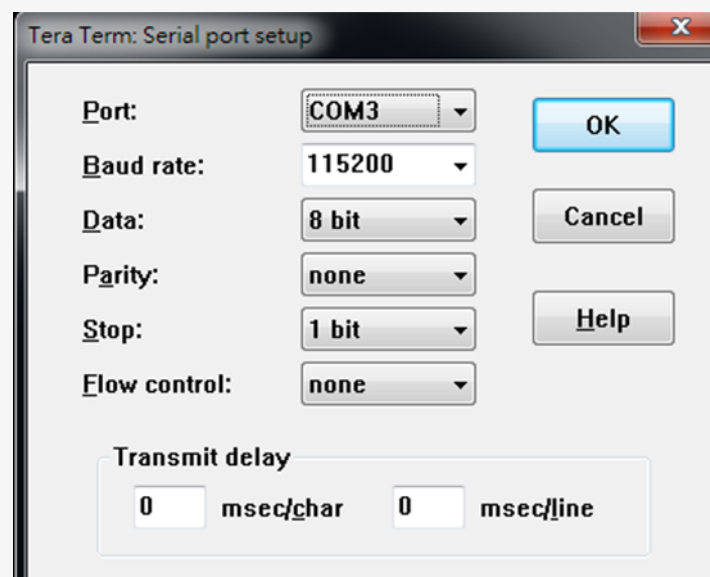 Tera Term: Serial port setup
x
Port: COM3 OK
Baud rate: 115200
Data: 8 bit Cancel
Parity: none
Stop: 1 bit Help
Flow control: none
Transmit delay
0 msec/char 0 msec/line